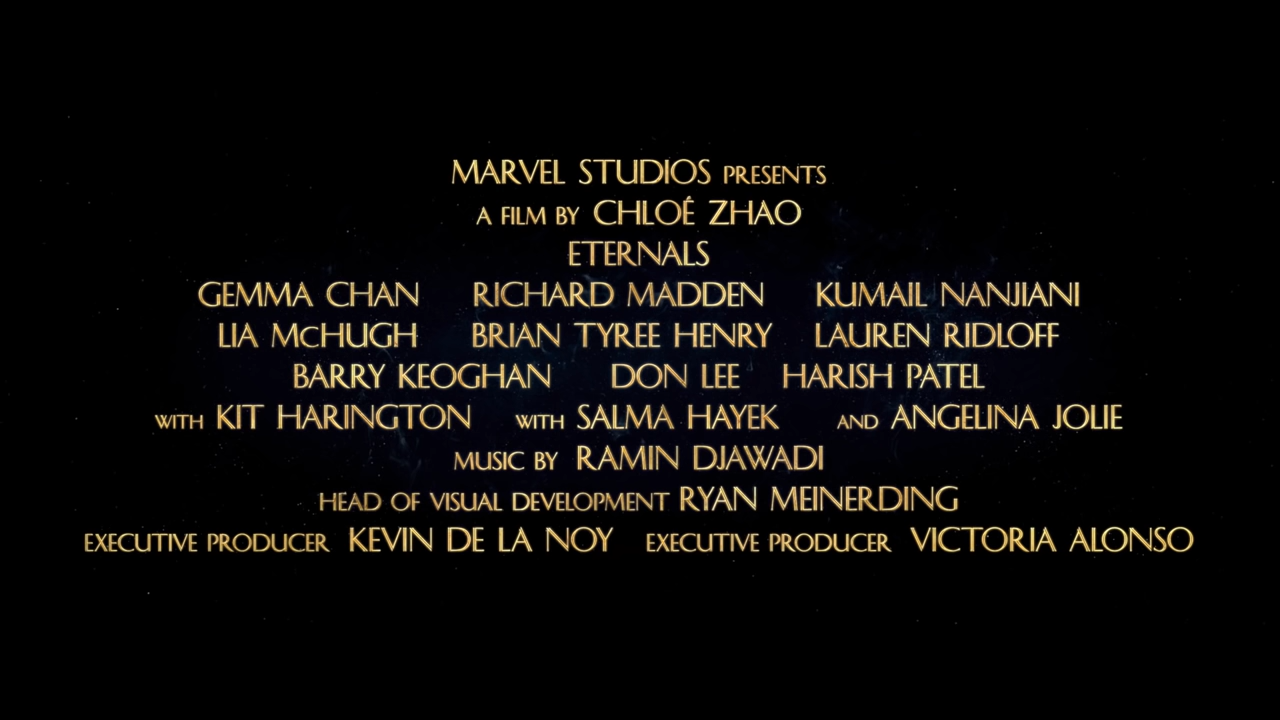 MARVEL STUDIOS PRESENTS
A FILM BY CHLOÉ ZHAO
ETERNALS
GEMMA CHAN RICHARD MADDEN KUMAIL NANJIANI
LIA McHUGH BRIAN TYREE HENRY LAUREN RIDLOFF
BARRY KEOGHAN DON LEE HARISH PATEL
WITH KIT HARINGTON WITH SALMA HAYEK AND ANGELINA JOLIE
MUSIC BY RAMIN DJAWADI
HEAD OF VISUAL DEVELOPMENT RYAN MEINERDING
EXECUTIVE PRODUCER KEVIN DE LA NOY EXECUTIVE PRODUCER VICTORIA ALONSO